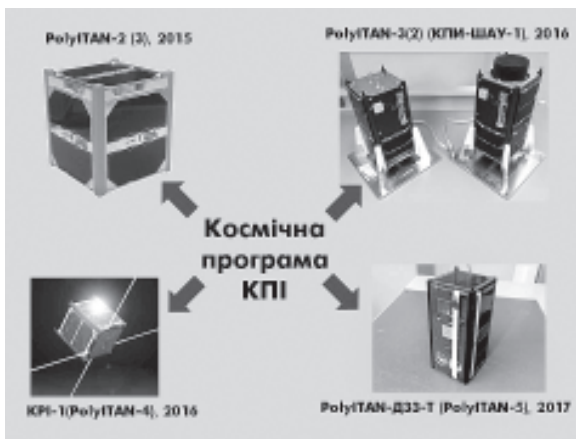 PolyITAN-2 (3), 2015
PolyITAN-3(2) (КПИ-ШАУ-1), 2016
Космічна
програма
КПІ
KPI-1(PolyITAN-4), 2016
PolyITAN-ДЗЗ-Т (PolyITAN-5), 2017